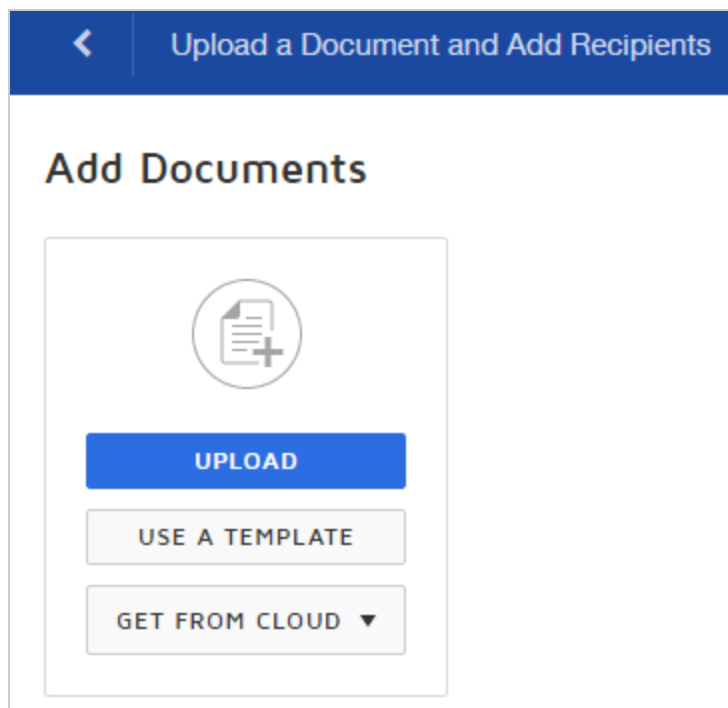 Upload a Document and Add Recipients
Add Documents
UPLOAD
USE A TEMPLATE
GET FROM CLOUD